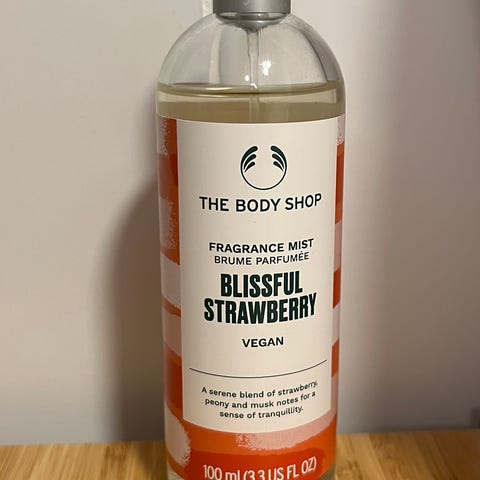 THE BODY SHOP
FRAGRANCE MIST
BRUME PARFUMÉE
BLISSFUL
STRAWBERRY
VEGAN
A serene blend of strawberry,
peony and musk notes for a
sense of tranquillity.
100 ml (3.3 US FL OZ)